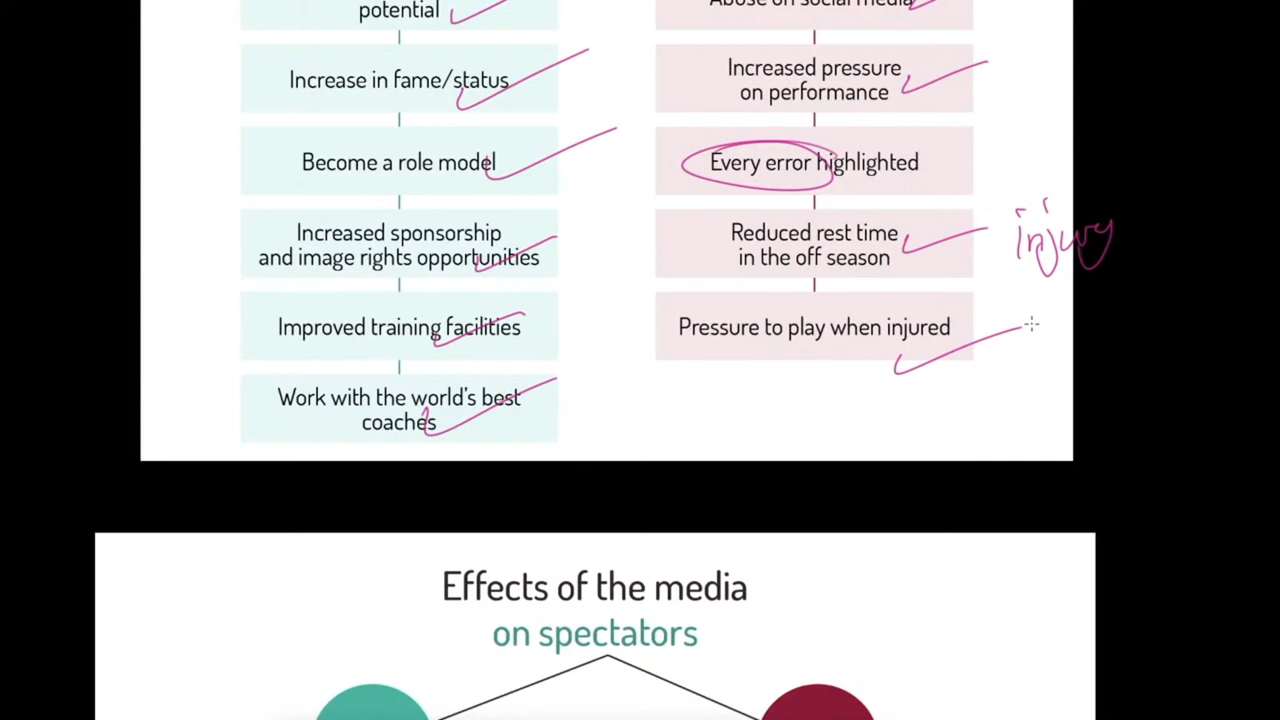 potential
Increase in fame/status
Become a role model
Increased sponsorship
and image rights opportunities
Improved training facilities
Work with the world's best
coaches
Abuse on social media
Increased pressure
on performance
Every error highlighted
Reduced rest time
in the off season
injury
Pressure to play when injured
Effects of the media
on spectators